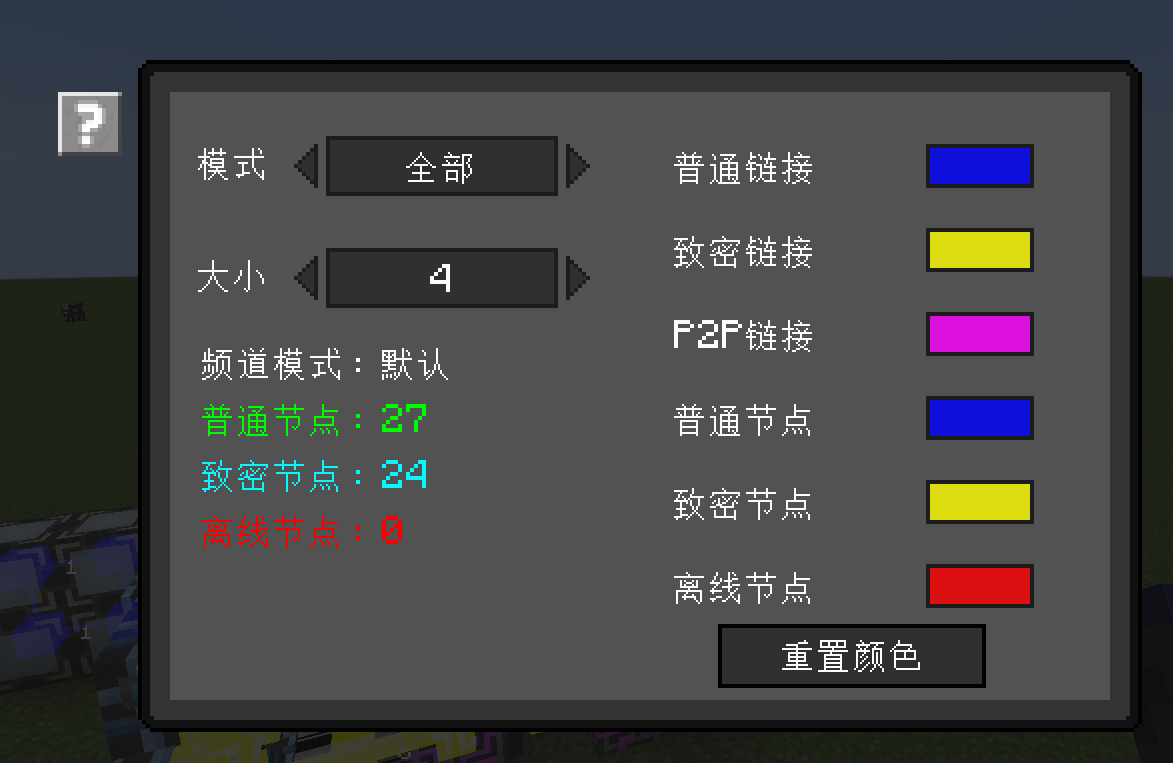 ?
模式
全部
大小
4
频道模式：默认
普通节点：27
致密节点：24
离线节点：0
普通链接
致密链接
P2P链接
普通节点
致密节点
离线节点
重置颜色
1
1